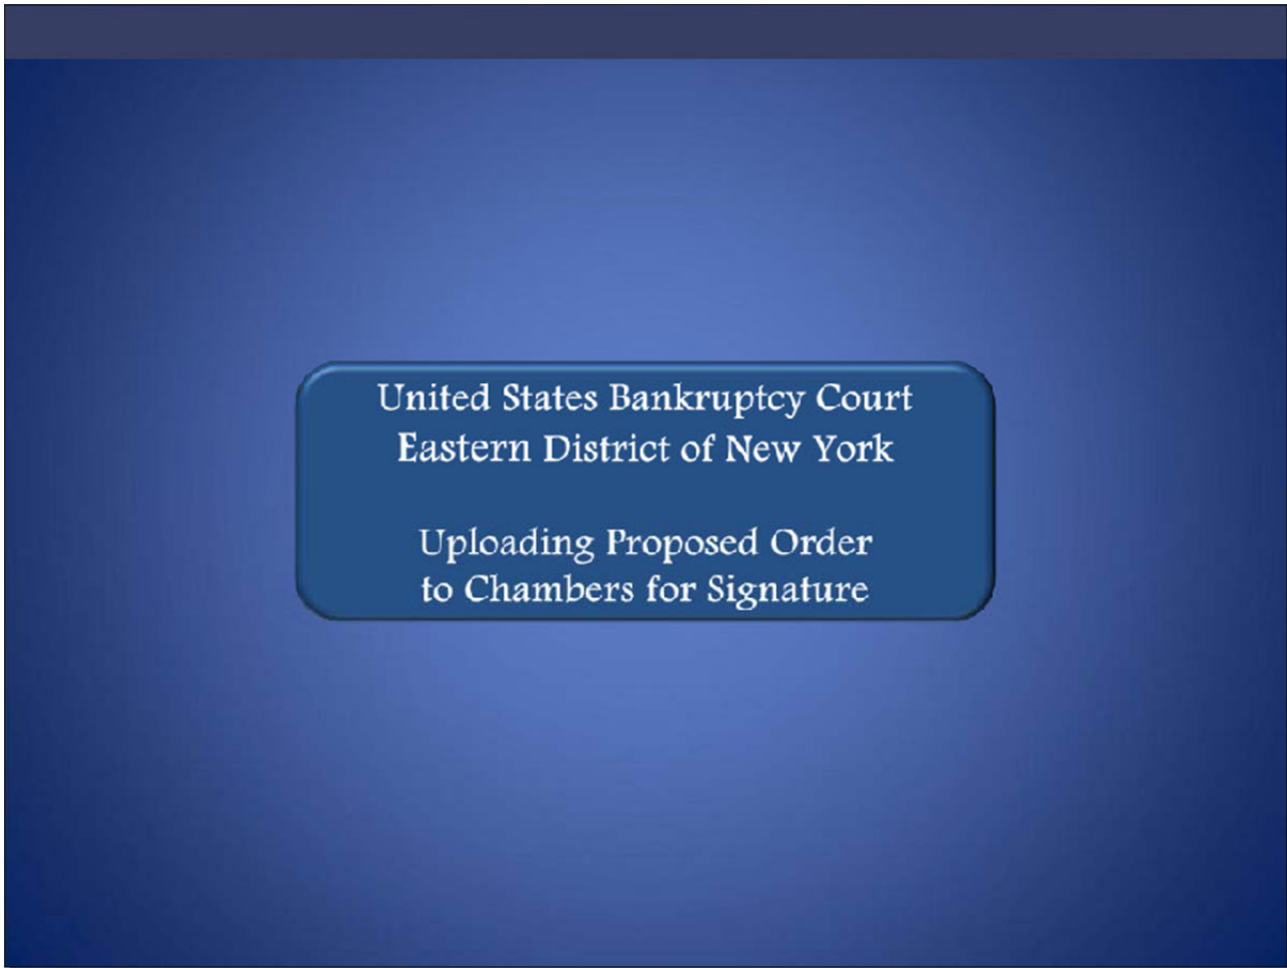 United States Bankruptcy Court
Eastern District of New York
Uploading Proposed Order
to Chambers for Signature